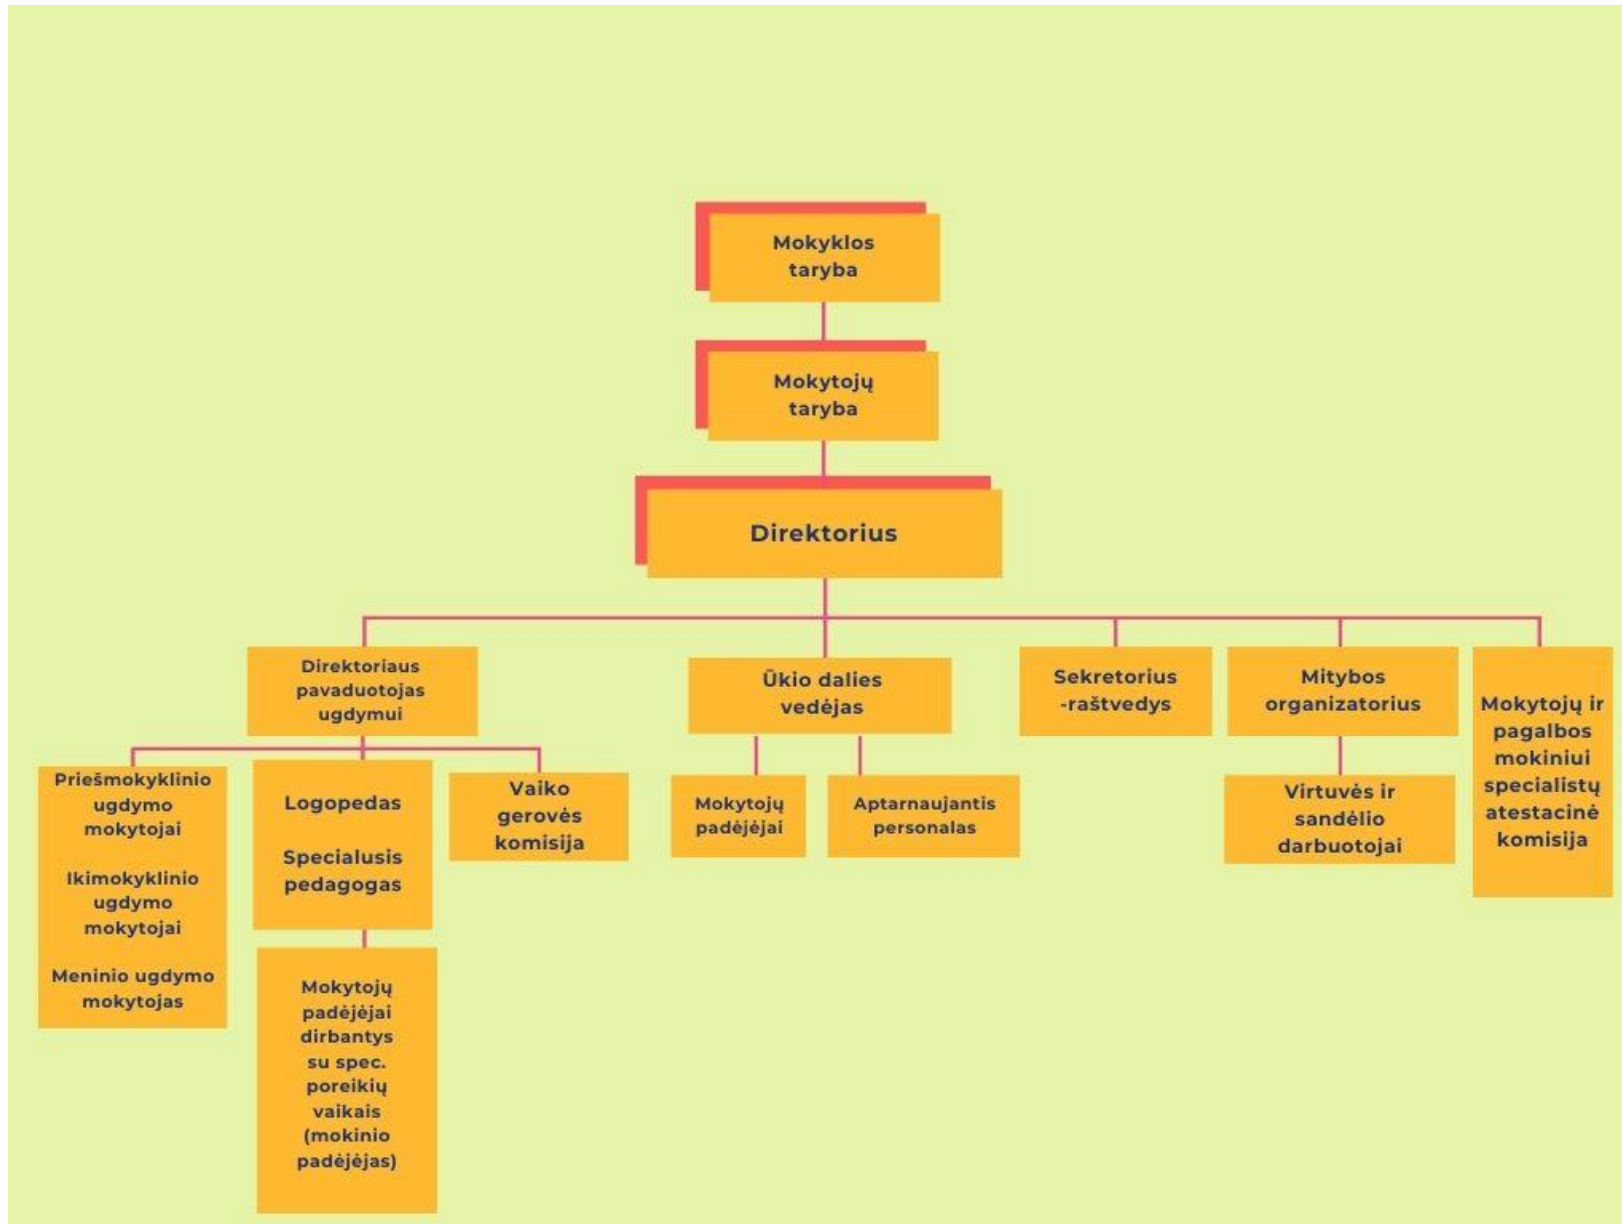 Mokyklos
taryba
Mokytojų
taryba
Direktorius
Direktoriaus
pavaduotojas
ugdymui
Ūkio dalies
vedėjas
Sekretorius
-raštvedys
Mitybos
organizatorius
Mokytojų ir
pagalbos
mokiniui
specialistų
atestacinė
komisija
Priešmokyklinio
ugdymo
mokytojai
Ikimokyklinio
ugdymo
mokytojai
Meninio ugdymo
mokytojas
Logopedas
Specialusis
pedagogas
Vaiko
gerovės
komisija
Mokytojų
padėjėjai
Aptarnaujantis
personalas
Virtuvės ir
sandėlio
darbuotojai
Mokytojų
padėjėjai
dirbantys
su spec.
poreikių
vaikais
(mokinio
padėjėjas)